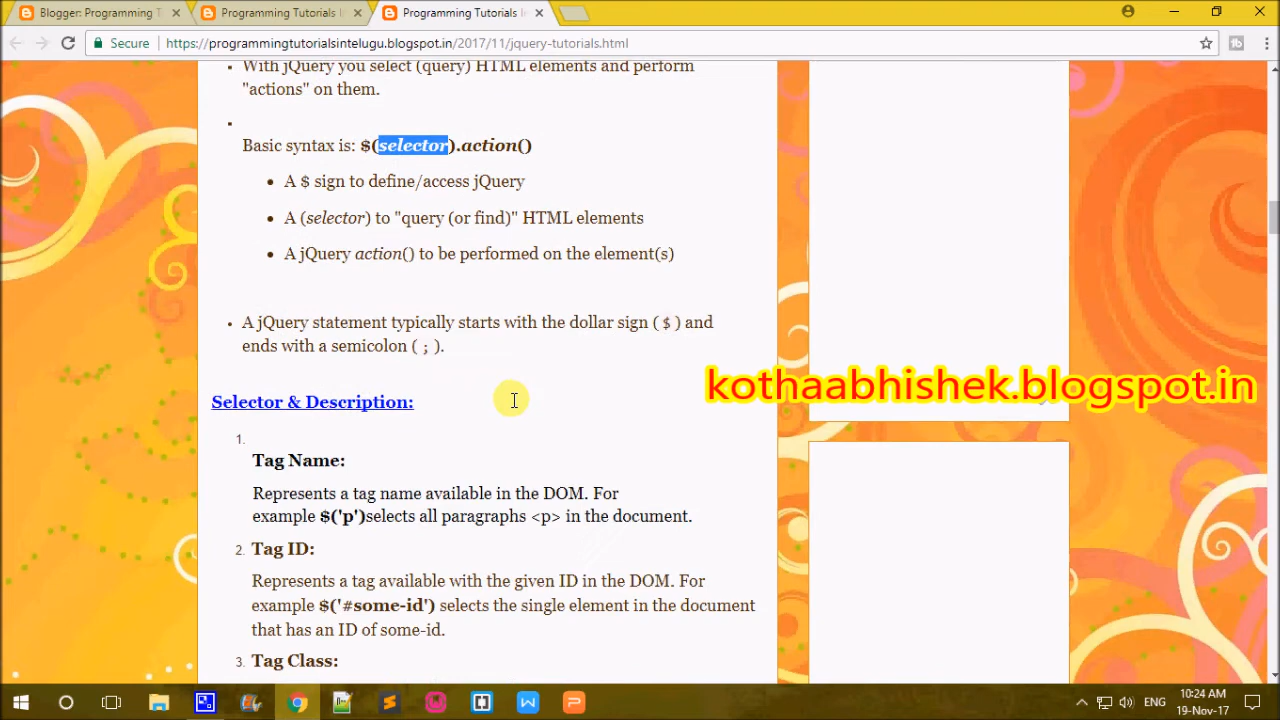 Blogger: Programming T
Programming Tutorials I
Programming Tutorials I
Secure
https://programmingtutorialsintelugu.blogspot.in/2017/11/jquery-tutorials.html
With jQuery you select (query) HTML elements and perform
"actions" on them.
Basic syntax is: $(selector).action()
A $ sign to define/access jQuery
A (selector) to "query (or find)" HTML elements
A jQuery action() to be performed on the element(s)
A jQuery statement typically starts with the dollar sign ( $ ) and
ends with a semicolon ( ; ).
kothaabhishek.blogspot.in
Selector & Description:
1.
Tag Name:
Represents a tag name available in the DOM. For
example $('p')selects all paragraphs <p> in the document.
2. Tag ID:
Represents a tag available with the given ID in the DOM. For
example $('#some-id') selects the single element in the document
that has an ID of some-id.
3. Tag Class:
ENG
10:24 AM
19-Nov-17